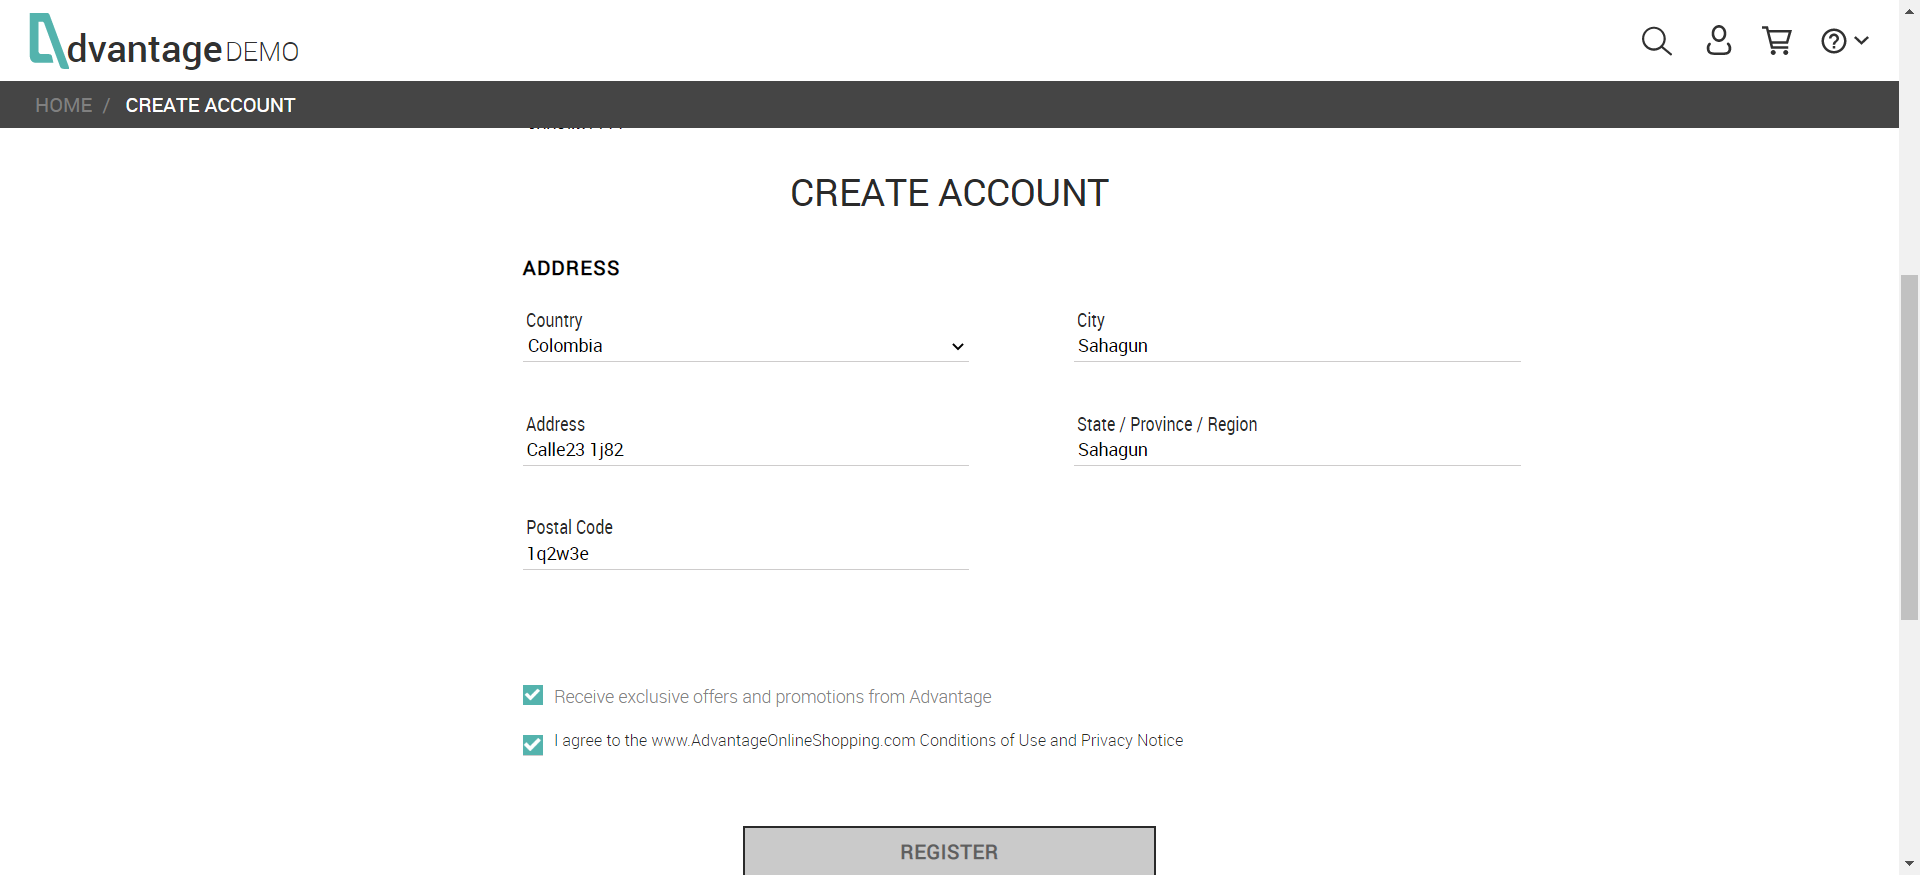 dvantage DEMO
HOME / CREATE ACCOUNT
CREATE ACCOUNT
ADDRESS
Country
Colombia
City
Sahagun
Address
Calle23 1j82
State / Province / Region
Sahagun
Postal Code
1q2w3e
Receive exclusive offers and promotions from Advantage
I agree to the www.AdvantageOnlineShopping.com Conditions of Use and Privacy Notice
REGISTER